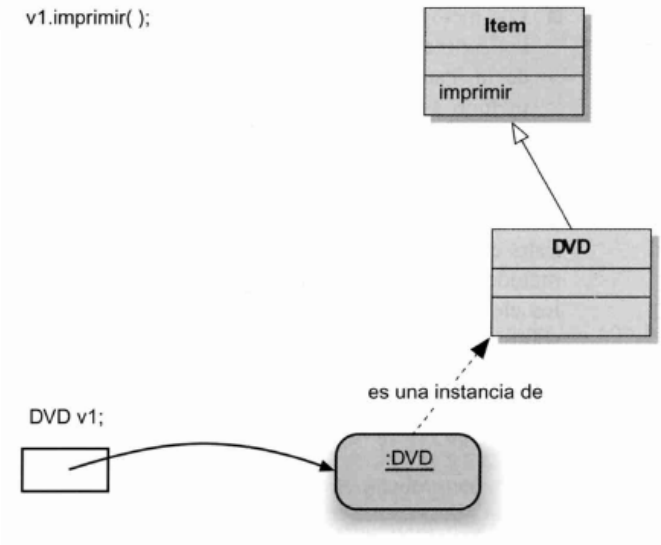 v1.imprimir( );
Item
imprimir
DVD
es una instancia de
DVD v1;
:DVD